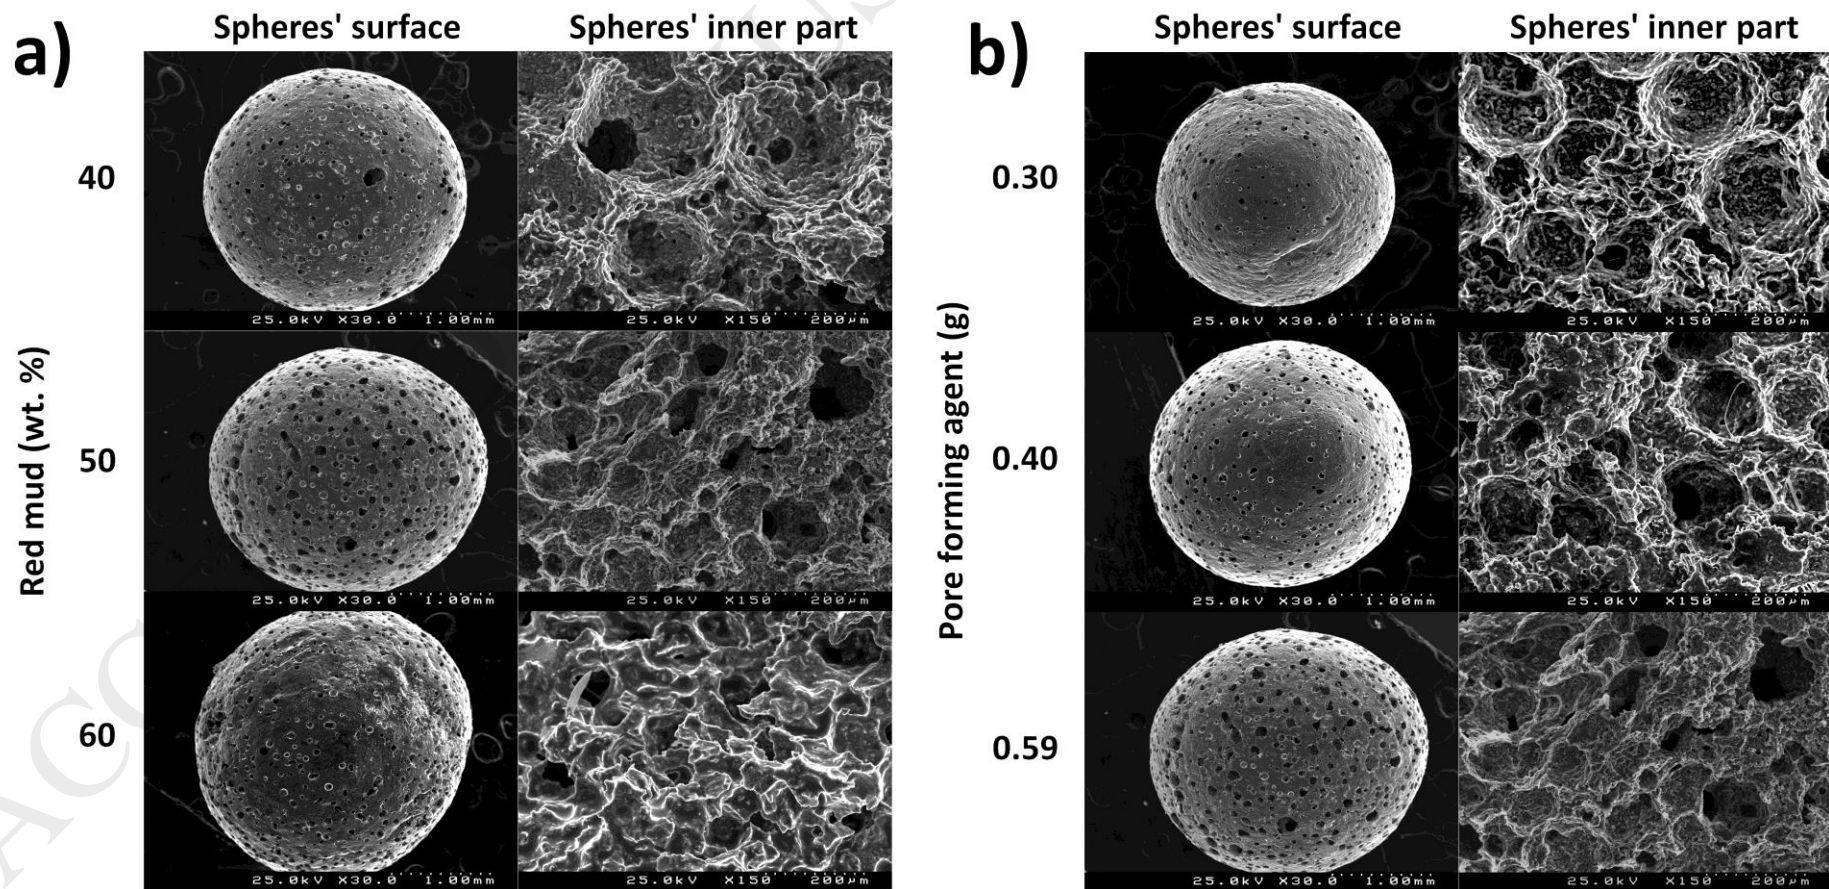 a)
Spheres' surface
Spheres' inner part
Red mud (wt. %)
40
25.0kV X30.0 1.00mm
25.0kV X150 200µm
50
25.0kV X30.0 1.00mm
25.0kV X150 200µm
60
25.0kV X30.0 1.00mm
25.0kV X150 200µm
b)
Spheres' surface
Spheres' inner part
Pore forming agent (g)
0.30
25.0kV X30.0 1.00mm
25.0kV X150 200µm
0.40
25.0kV X30.0 1.00mm
25.0kV X150 200µm
0.59
25.0kV X30.0 1.00mm
25.0kV X150 200µm